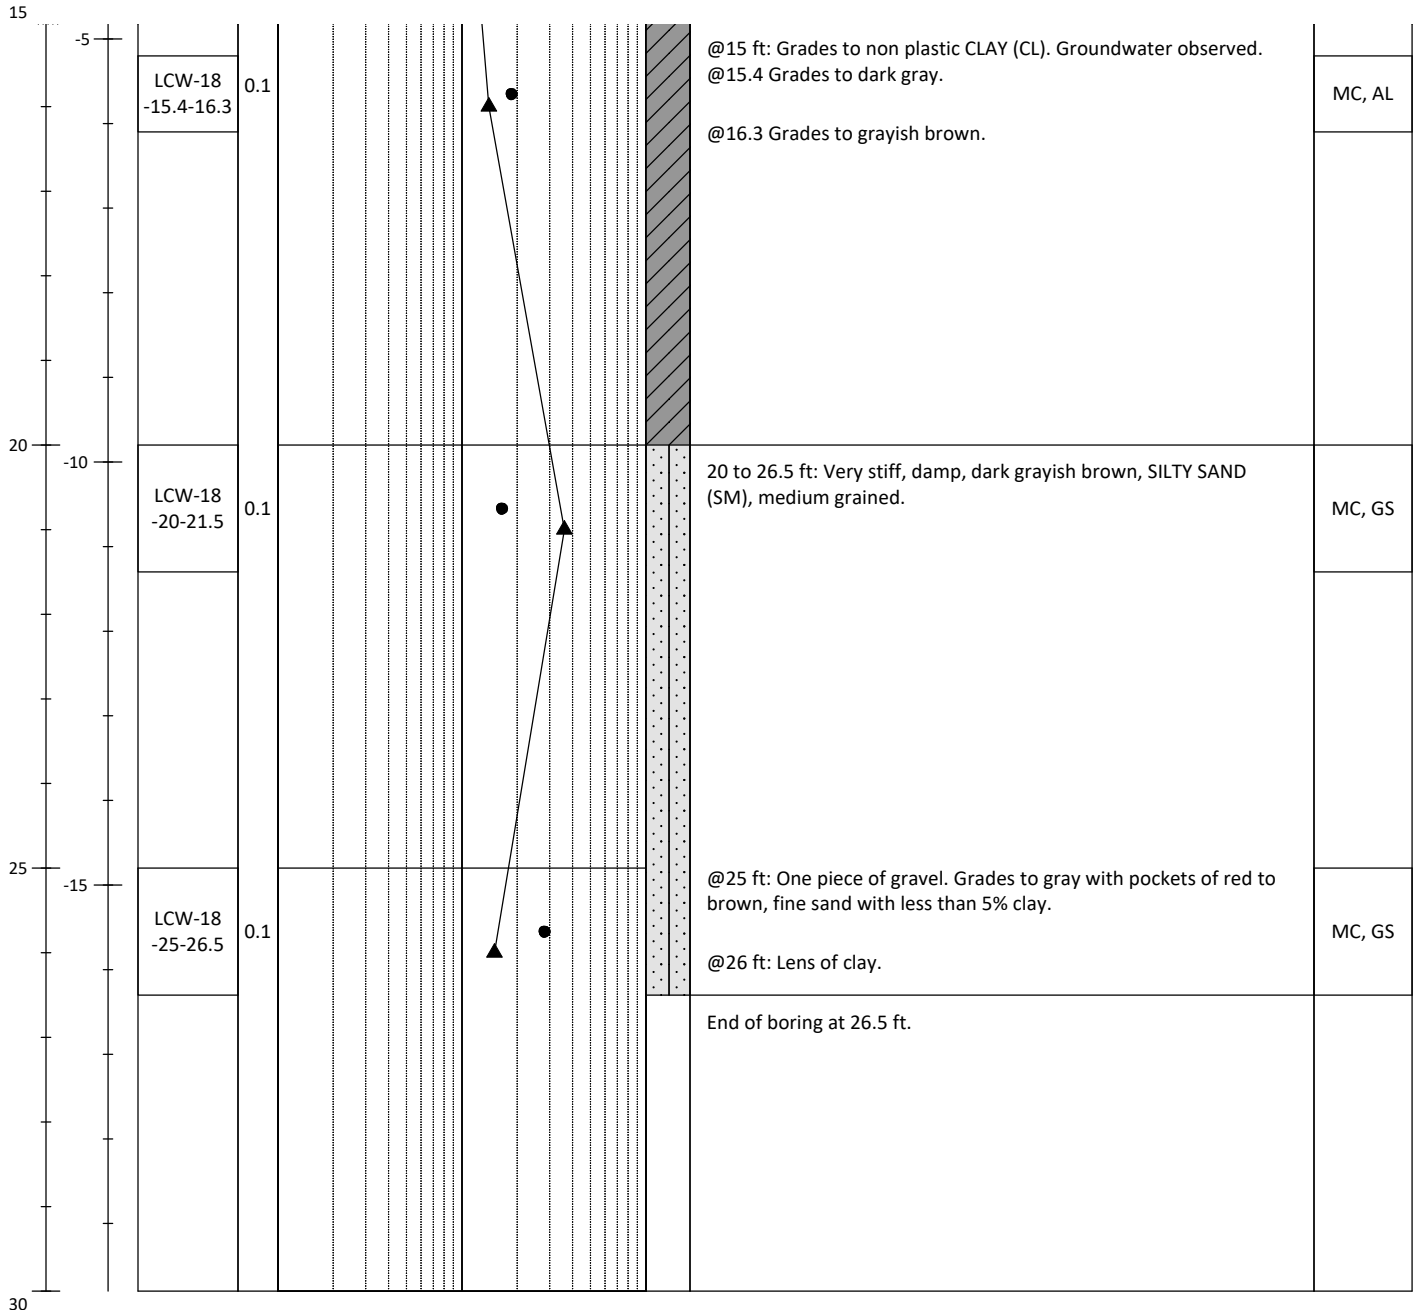 15
-5
LCW-18
-15.4-16.3
0.1
@15 ft: Grades to non plastic CLAY (CL). Groundwater observed.
@15.4 Grades to dark gray.
@16.3 Grades to grayish brown.
MC, AL
20
-10
LCW-18
-20-21.5
0.1
20 to 26.5 ft: Very stiff, damp, dark grayish brown, SILTY SAND
(SM), medium grained.
MC, GS
25
-15
LCW-18
-25-26.5
0.1
@25 ft: One piece of gravel. Grades to gray with pockets of red to
brown, fine sand with less than 5% clay.
@26 ft: Lens of clay.
MC, GS
End of boring at 26.5 ft.
30